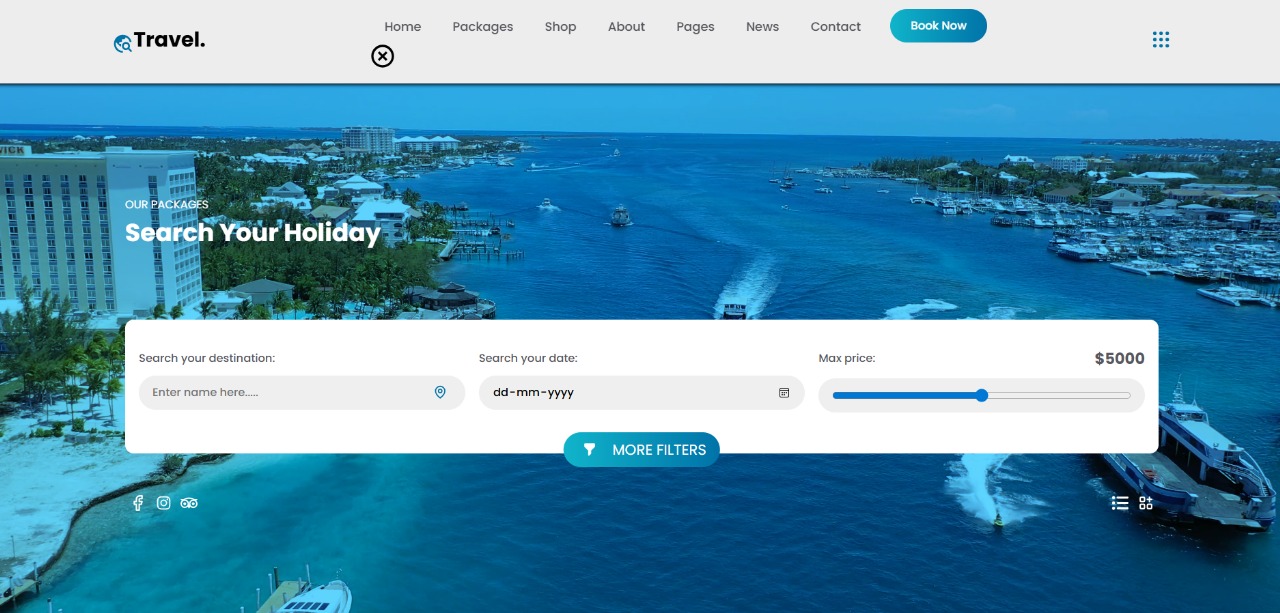 Travel.
Home Packages Shop About Pages News Contact Book Now
OUR PACKAGES
Search Your Holiday
Search your destination:
Enter name here.....
Search your date:
dd-mm-yyyy
Max price:
$5000
MORE FILTERS